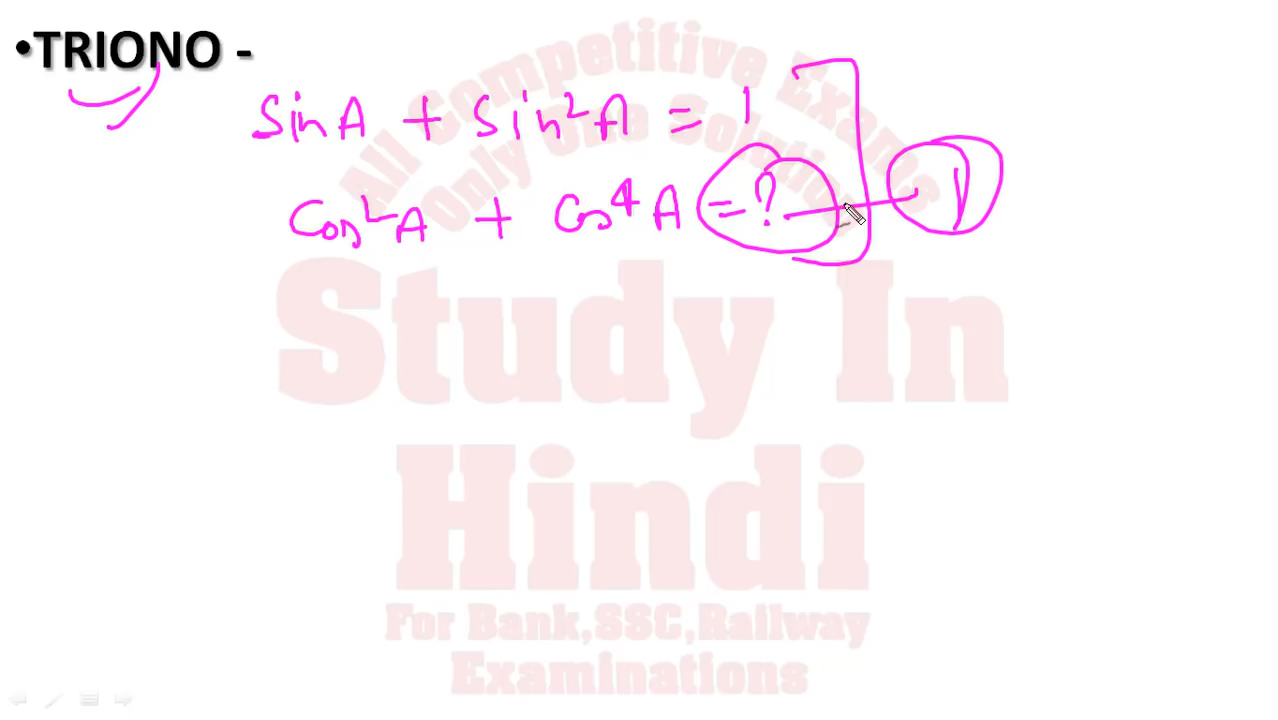 •TRIONO -
SinA + Sin²A = 1
Cos²A + Cos⁴A = ? 1
All Competitive Exams
Only One Solution
Study In
Hindi
For Bank,SSC,Railway
Examinations